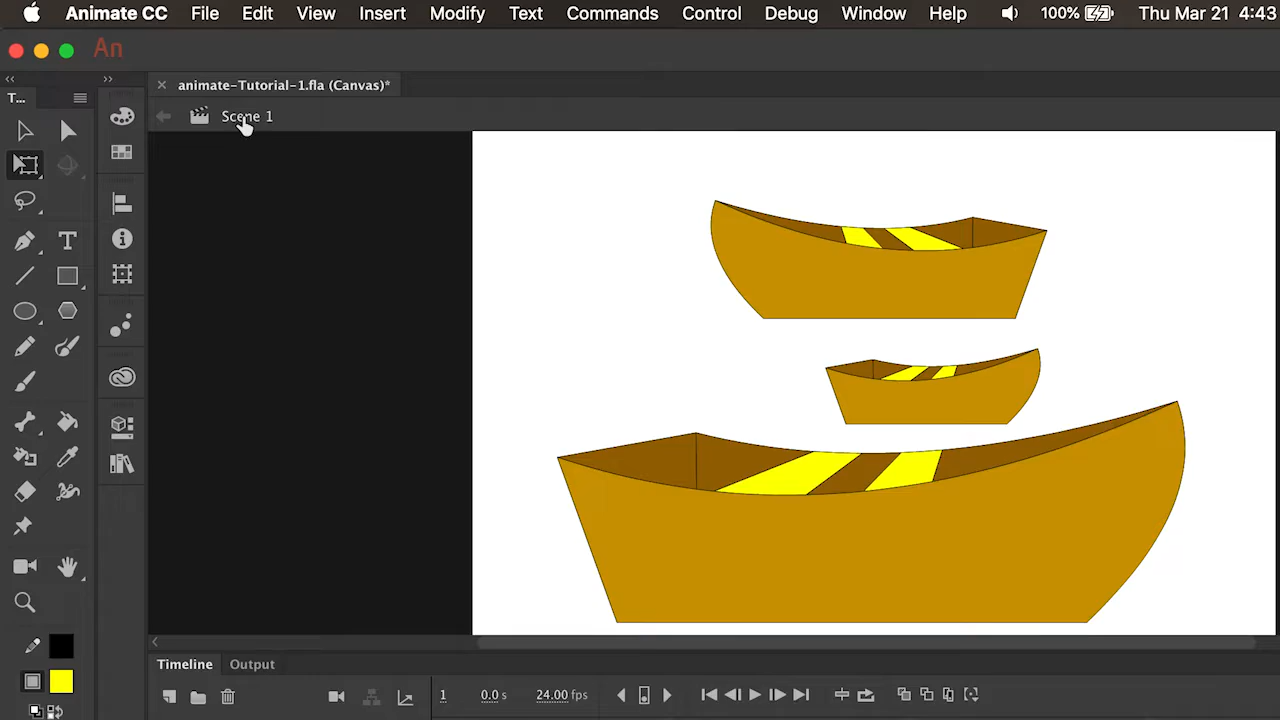 Animate CC File Edit View Insert Modify Text Commands Control Debug Window Help 100% Thu Mar 21 4:43
An
T... animate-Tutorial-1.fla (Canvas)*
Scene 1
T
Timeline Output
1 0.0 s 24.00 fps